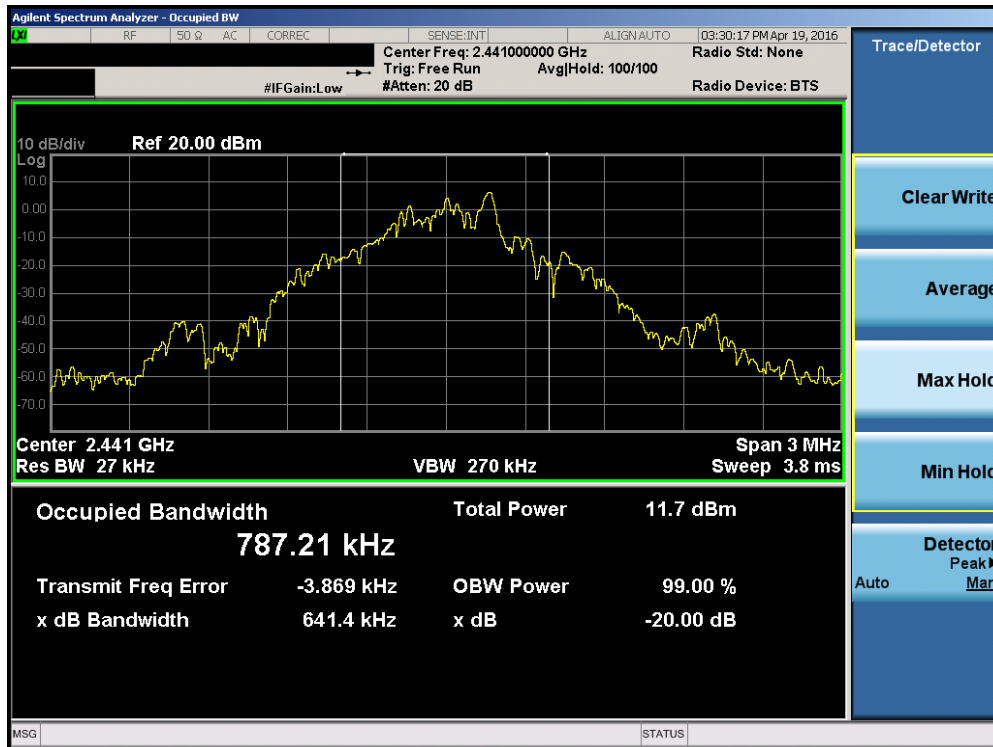 Agilent Spectrum Analyzer - Occupied BW
LXI RF 50 Ω AC CORREC SENSE:INT ALIGN AUTO 03:30:17 PM Apr 19, 2016
Center Freq: 2.441000000 GHz Radio Std: None
Trig: Free Run Avg|Hold: 100/100
#IFGain:Low #Atten: 20 dB Radio Device: BTS
Trace/Detector
10 dB/div Ref 20.00 dBm
Log
10.0
0.00
-10.0
-20.0
-30.0
-40.0
-50.0
-60.0
-70.0
Center 2.441 GHz Span 3 MHz
Res BW 27 kHz VBW 270 kHz Sweep 3.8 ms
Occupied Bandwidth Total Power 11.7 dBm
787.21 kHz
Transmit Freq Error -3.869 kHz OBW Power 99.00 %
x dB Bandwidth 641.4 kHz x dB -20.00 dB
Clear Write
Average
Max Hold
Min Hold
Detector
Peak
Auto Man
MSG STATUS